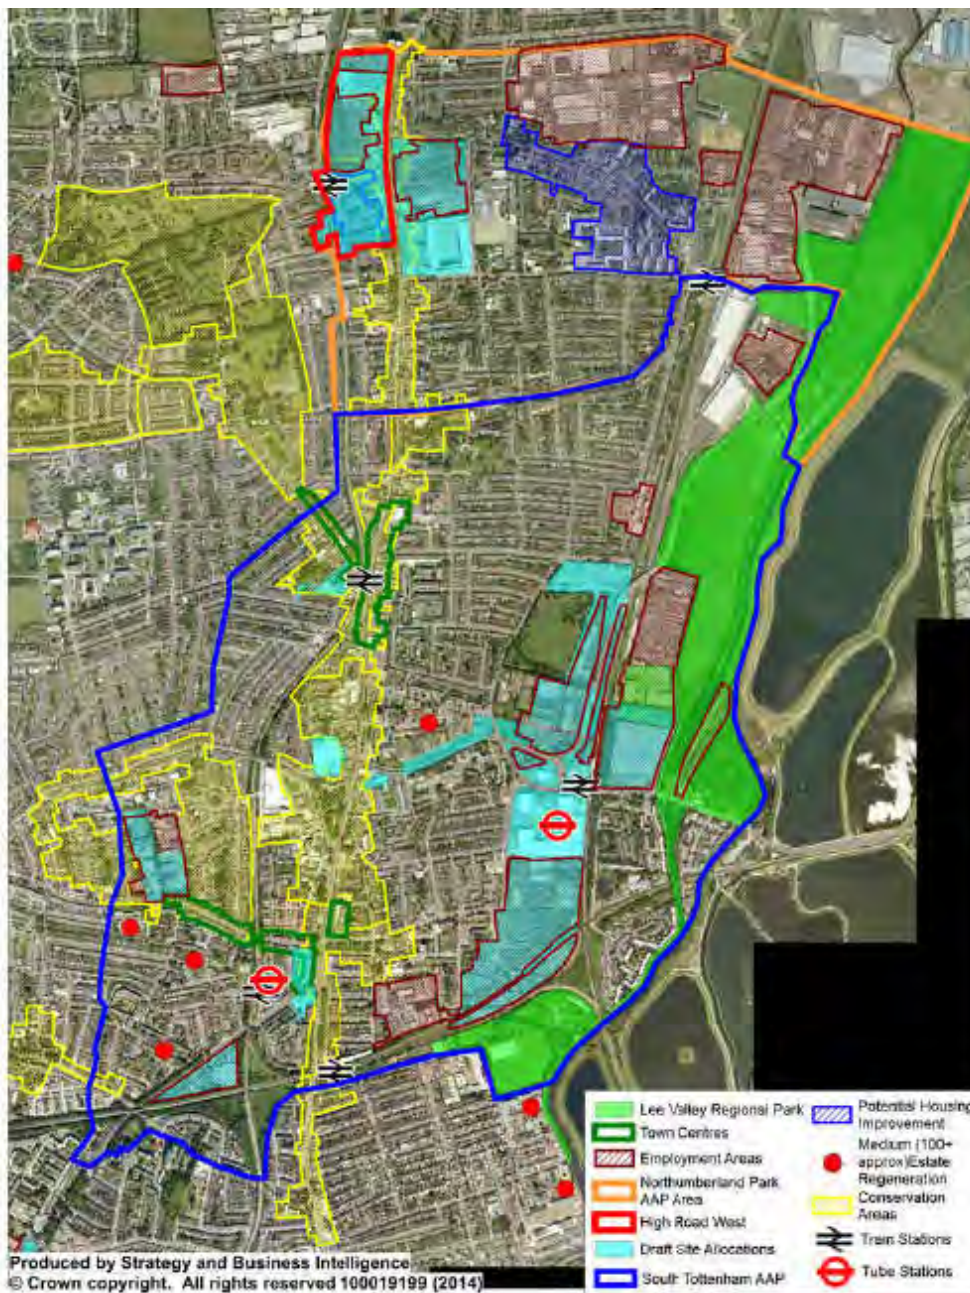 Lee Valley Regional Park
Town Centres
Employment Areas
Northumberland Park
AAP Area
High Road West
Draft Site Allocations
South Tottenham AAP
Potential Housing
Improvement
Medium (100+
approx)Estate
Regeneration
Conservation
Areas
Train Stations
Tube Stations
Produced by Strategy and Business Intelligence
© Crown copyright. All rights reserved 100019199 (2014)